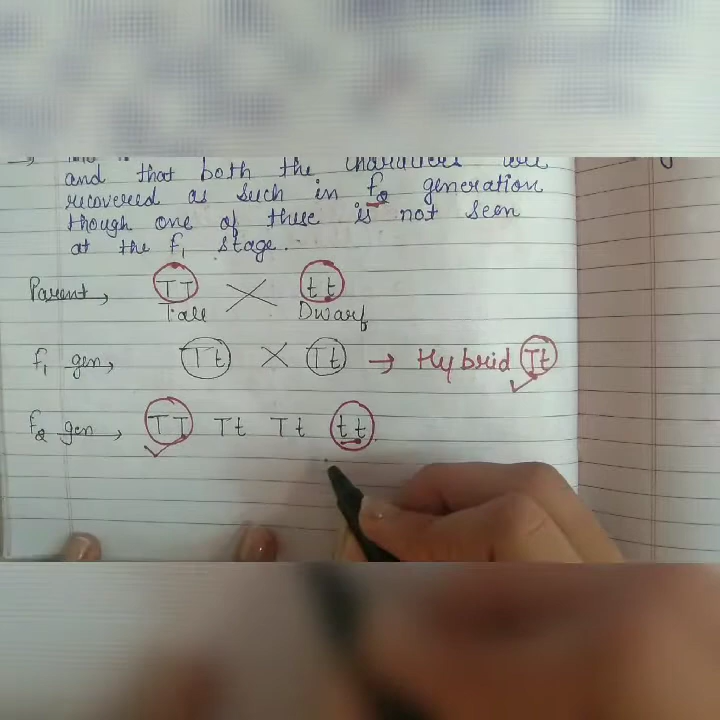 and that both the
recovered as such in f2 generation
though one of these is not seen
at the f1 stage.
Parent, TT tt
Tall Dwarf
f1 gen, Tt X Tt → Hybrid Tt
f2 gen, TT Tt Tt tt